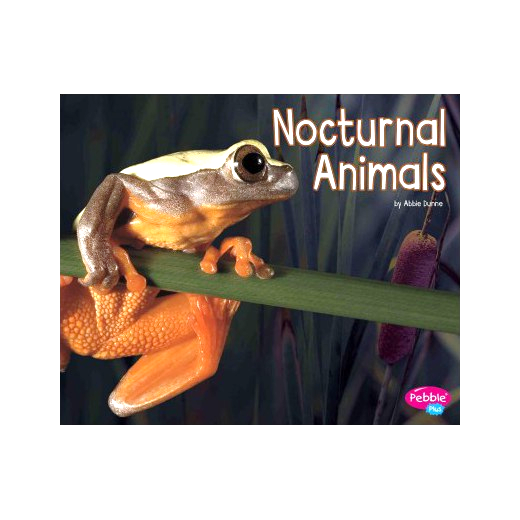 Nocturnal
Animals
by Abbie Dunne
Pebble
Plus